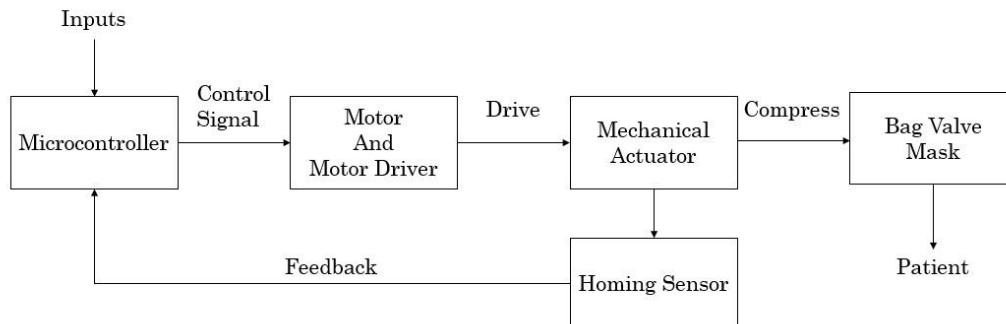 Inputs
Microcontroller
Control
Signal
Motor
And
Motor Driver
Drive
Mechanical
Actuator
Compress
Bag Valve
Mask
Feedback
Homing Sensor
Patient